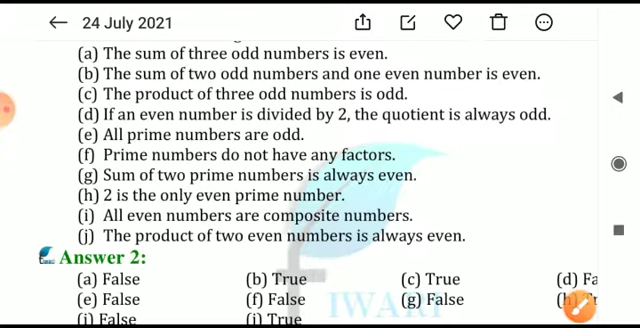 24 July 2021
(a) The sum of three odd numbers is even.
(b) The sum of two odd numbers and one even number is even.
(c) The product of three odd numbers is odd.
(d) If an even number is divided by 2, the quotient is always odd.
(e) All prime numbers are odd.
(f) Prime numbers do not have any factors.
(g) Sum of two prime numbers is always even.
(h) 2 is the only even prime number.
(i) All even numbers are composite numbers.
(j) The product of two even numbers is always even.
Answer 2:
(a) False (b) True (c) True (d) Fa
(e) False (f) False (g) False (h)
(i) False (j) True
IWARI